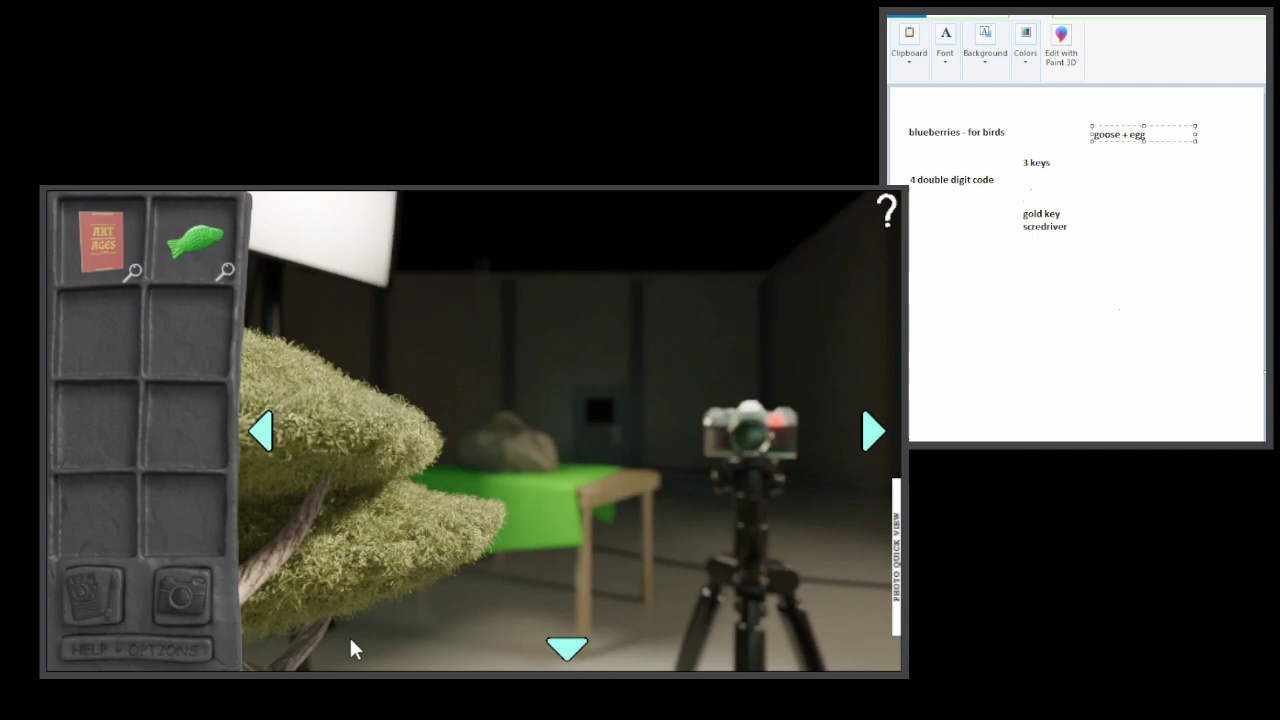 Clipboard
Font
Background
Colors
Edit with
Paint 3D
blueberries - for birds
goose + egg
3 keys
4 double digit code
gold key
scredriver
ART
AGES
?
PHOTO QUICK VIEW
HELP + OPTIONS